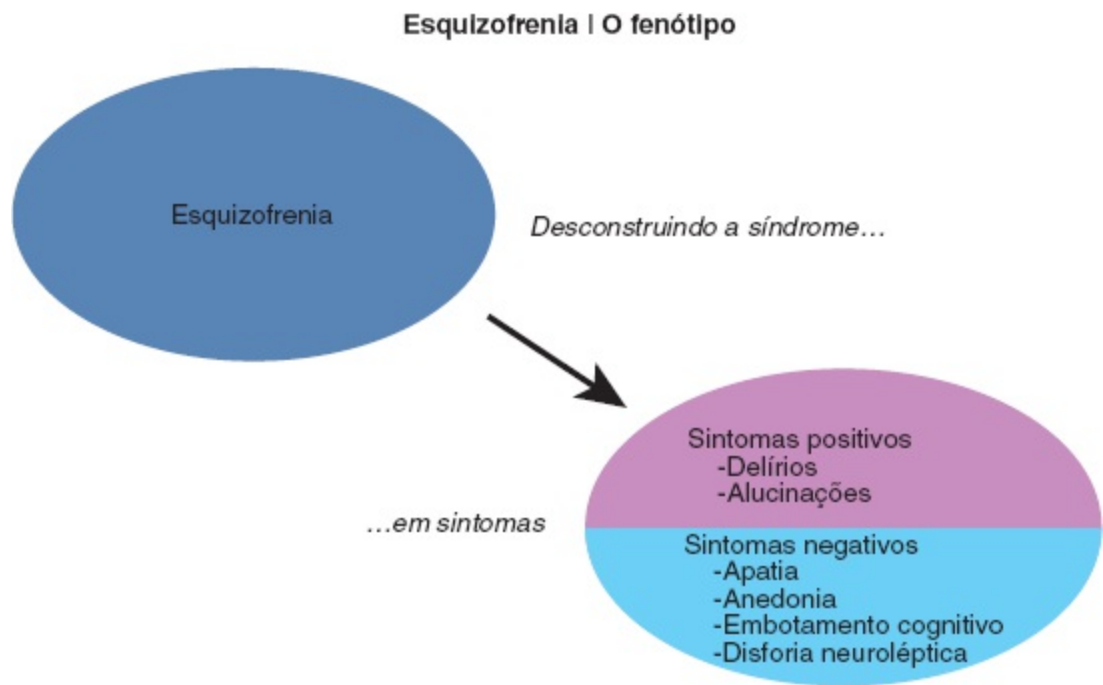 Esquizofrenia | O fenótipo
Esquizofrenia
Desconstruindo a síndrome...
...em sintomas
Sintomas positivos
-Delírios
-Alucinações
Sintomas negativos
-Apatia
-Anedonia
-Embotamento cognitivo
-Disforia neuroléptica